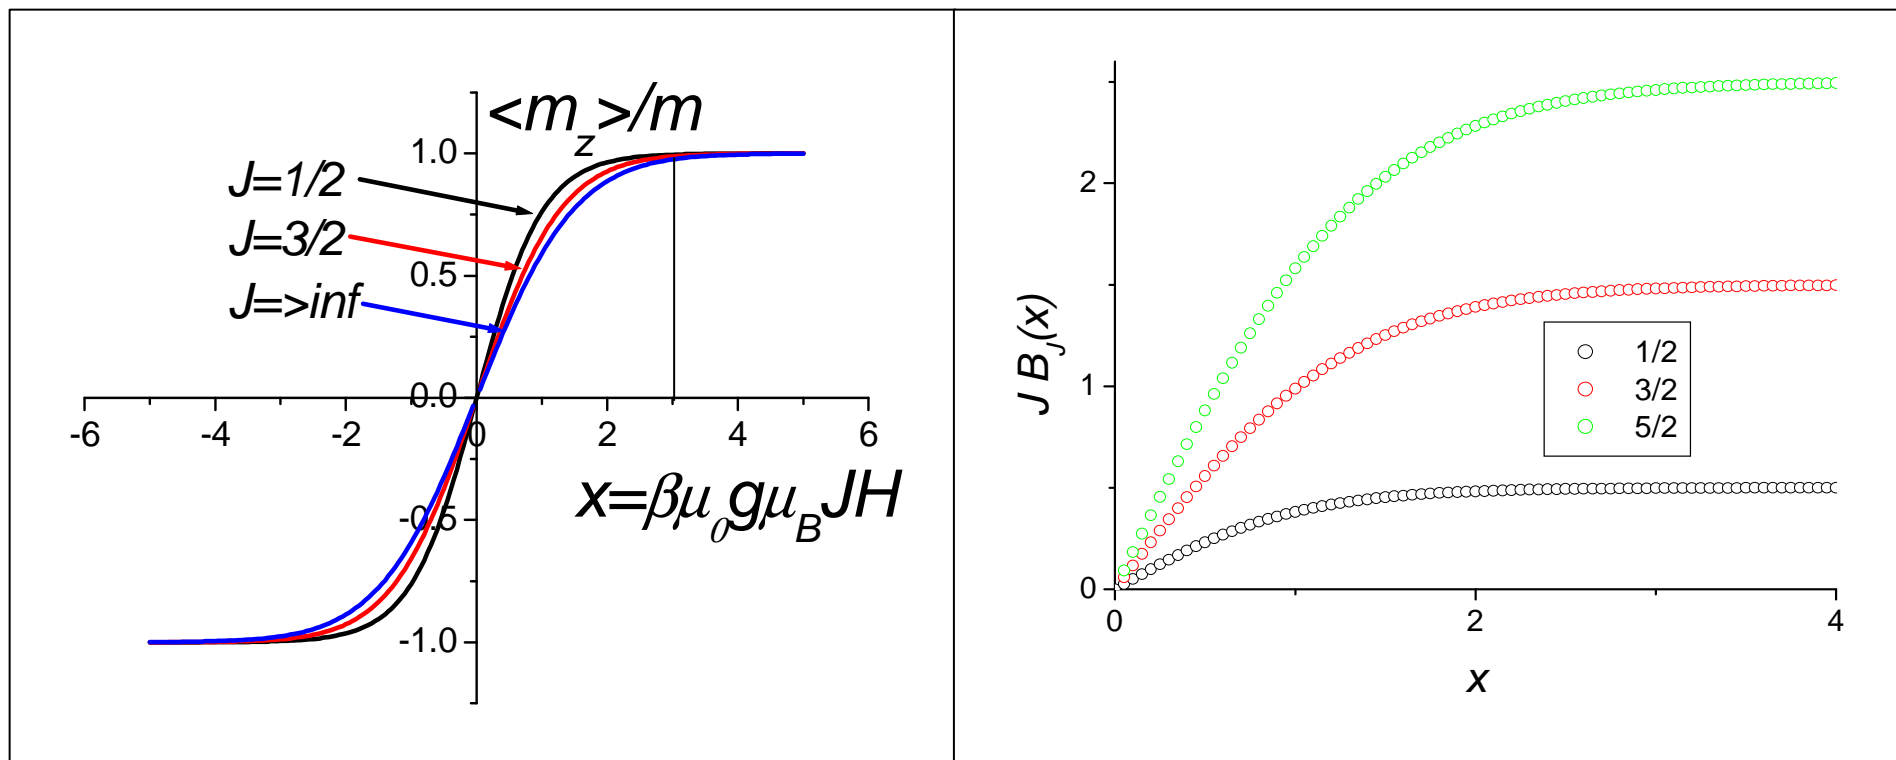 <m_z>/m
1.0
J=1/2
J=3/2
0.5
J=>inf
0.0
-6 -4 -2 0 2 4 6
x=βμ_0gμ_BJH
-0.5
-1.0
2
J B_J(x)
1/2
1
3/2
5/2
0
0 2 4
x